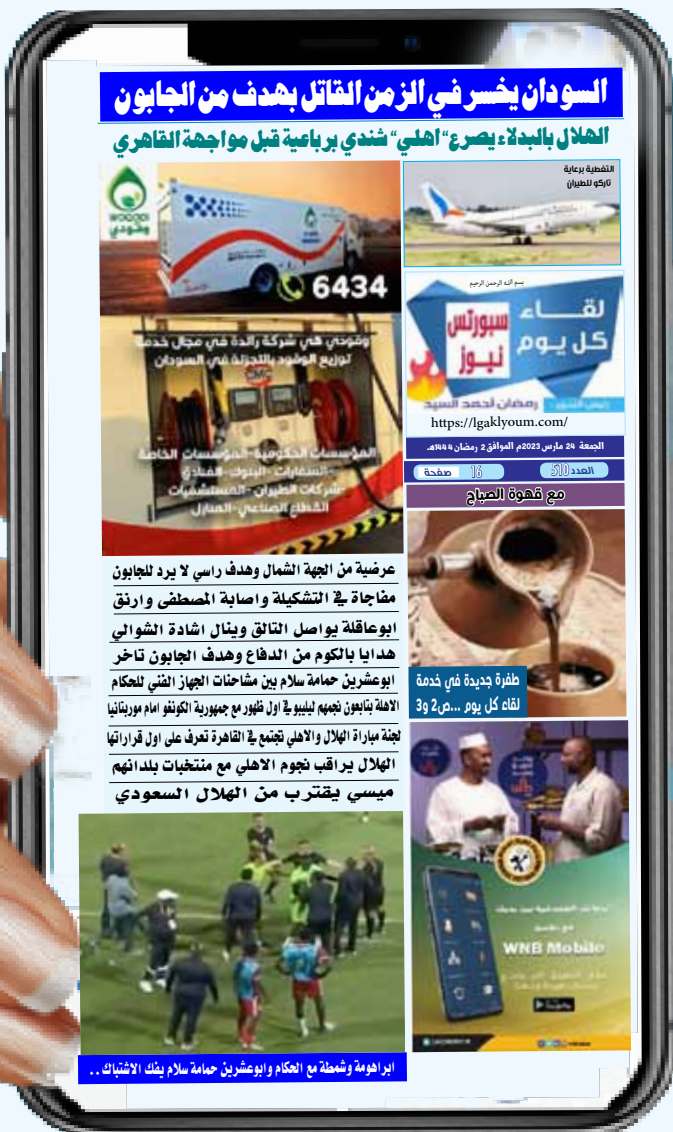 السودان يخسر في الزمن القاتل بهدف من الجابون
الهلال بالبدلاء يصرع "اهلي" شندي برباعية قبل مواجهة القاهري
التغطية برعاية
تاركو للطيران
وقودي
6434
وقودي هي شركة رائدة في مجال خدمة
توزيع الوقود بالتجزئة في السودان
CMC
المؤسسات الحكومية-المؤسسات الخاصة
-السفارات -البنوك-الفنادق
-شركات الطيران -المستشفيات
القطاع الصناعي-المنازل
بسم الله الرحمن الرحيم
لقاء
كل يوم
سبورتس
نيوز
رمضان أحمد السيد
https://lgaklyoum.com/
الجمعة 24 مارس 2023م الموافق 2 رمضان 1444هـ
العدد 510
16 صفحة
مع قهوة الصباح
طفرة جديدة في خدمة
لقاء كل يوم ...ص2 و3
عرضية من الجهة الشمال وهدف راسي لا يرد للجابون
مفاجاة في التشكيلة واصابة المصطفى وارنق
ابوعاقلة يواصل التالق وينال اشادة الشوالي
هدايا بالكوم من الدفاع وهدف الجابون تاخر
ابوعشرين حمامة سلام بين مشاحنات الجهاز الفني للحكام
الاهلة يتابعون نجمهم ليليبو في اول ظهور مع جمهورية الكونغو امام موريتانيا
لجنة مباراة الهلال والاهلي تجتمع في القاهرة تعرف على اول قراراتها
الهلال يراقب نجوم الاهلي مع منتخبات بلدانهم
ميسي يقترب من الهلال السعودي
WNB Mobile
ابراهومة وشمطة مع الحكام وابوعشرين حمامة سلام يفك الاشتباك . .